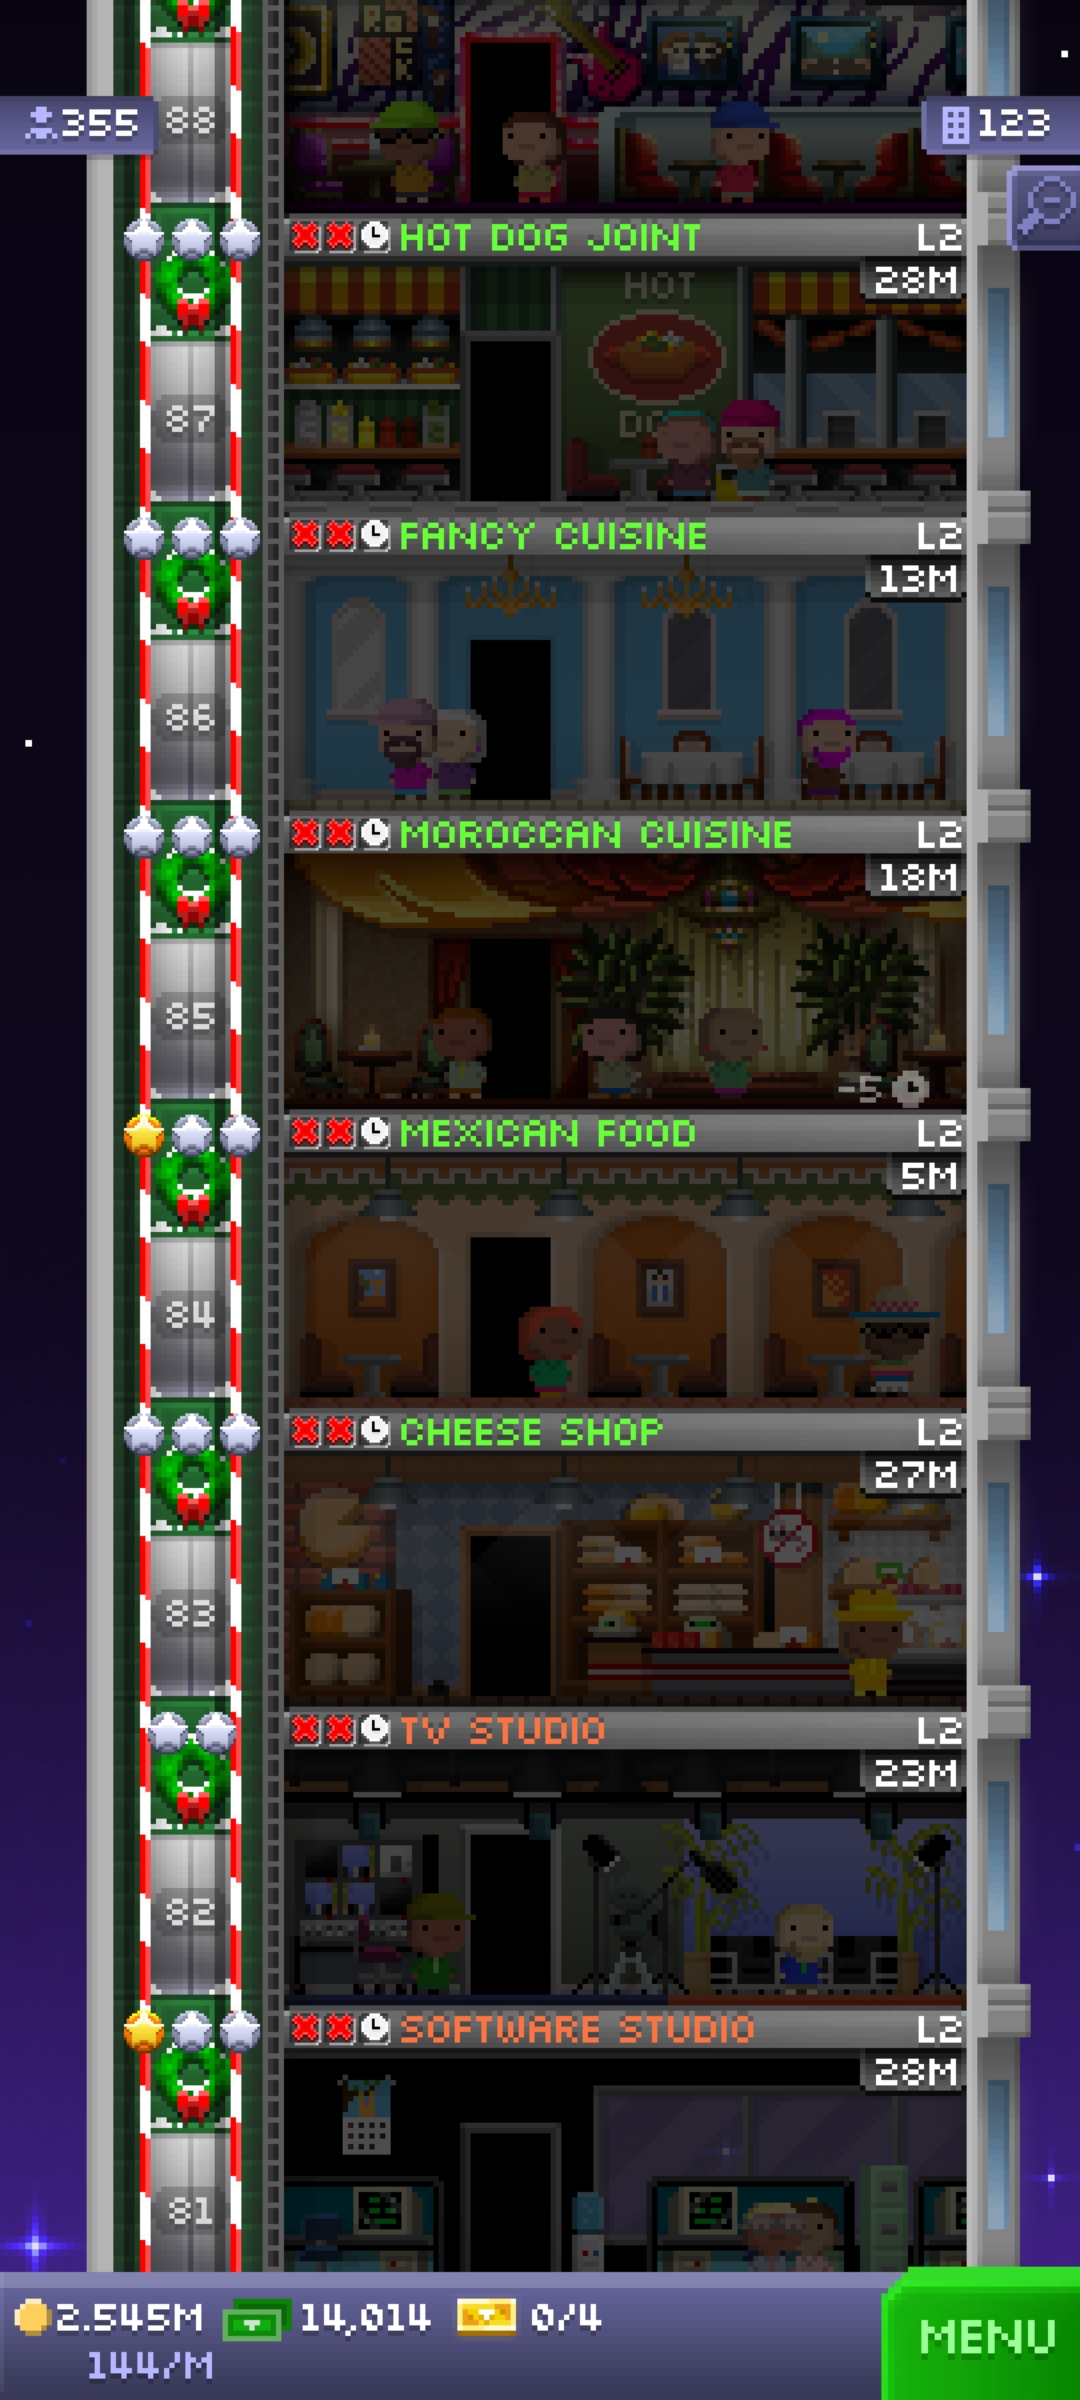 ROCK
88
355
123
HOT DOG JOINT L2
28M
HOT
87
FANCY CUISINE L2
13M
86
MOROCCAN CUISINE L2
18M
85
-5
MEXICAN FOOD L2
5M
84
CHEESE SHOP L2
27M
83
TV STUDIO L2
23M
82
SOFTWARE STUDIO L2
28M
81
2.545M 14,014 0/4
144/M
MENU